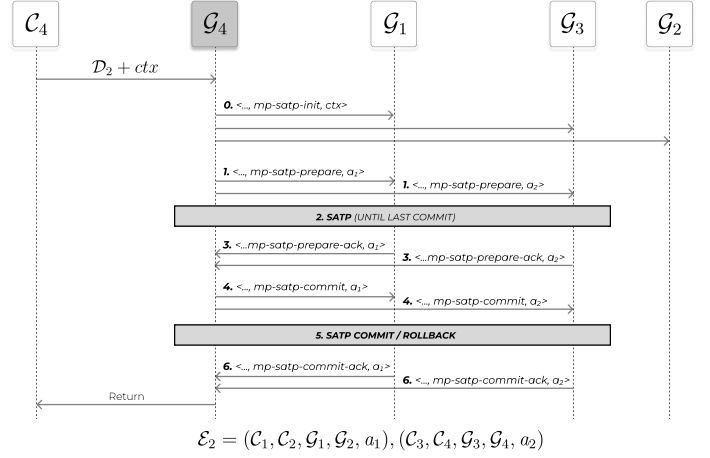 𝒞₄ 𝒢₄ 𝒢₁ 𝒢₃ 𝒢₂
𝒟₂ + ctx
0. <..., mp-satp-init, ctx>
1. <..., mp-satp-prepare, a₁>
1. <..., mp-satp-prepare, a₂>
2. SATP (UNTIL LAST COMMIT)
3. <...mp-satp-prepare-ack, a₁>
3. <...mp-satp-prepare-ack, a₂>
4. <..., mp-satp-commit, a₁>
4. <..., mp-satp-commit, a₂>
5. SATP COMMIT / ROLLBACK
6. <..., mp-satp-commit-ack, a₁>
6. <..., mp-satp-commit-ack, a₂>
Return
ℰ₂ = (𝒞₁, 𝒞₂, 𝒢₁, 𝒢₂, a₁), (𝒞₃, 𝒞₄, 𝒢₃, 𝒢₄, a₂)